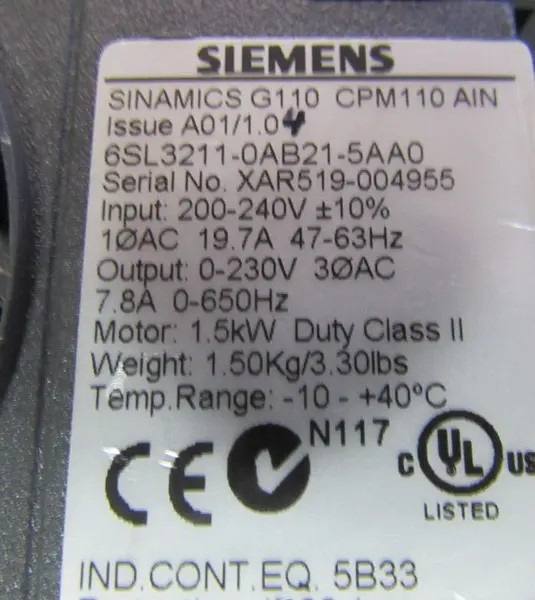 SIEMENS
SINAMICS G110 CPM110 AIN
Issue A01/1.04
6SL3211-0AB21-5AA0
Serial No. XAR519-004955
Input: 200-240V ±10%
1ØAC 19.7A 47-63Hz
Output: 0-230V 3ØAC
7.8A 0-650Hz
Motor: 1.5kW Duty Class II
Weight: 1.50Kg/3.30lbs
Temp.Range: -10 - +40°C
CE N117
C UL US
LISTED
IND.CONT.EQ. 5B33